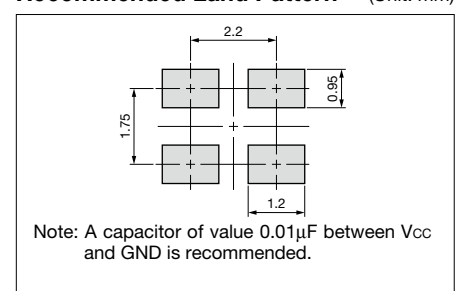 Recommended Land Pattern (Unit: mm)
2.2
0.95
1.75
1.2
Note: A capacitor of value 0.01μF between Vcc
and GND is recommended.